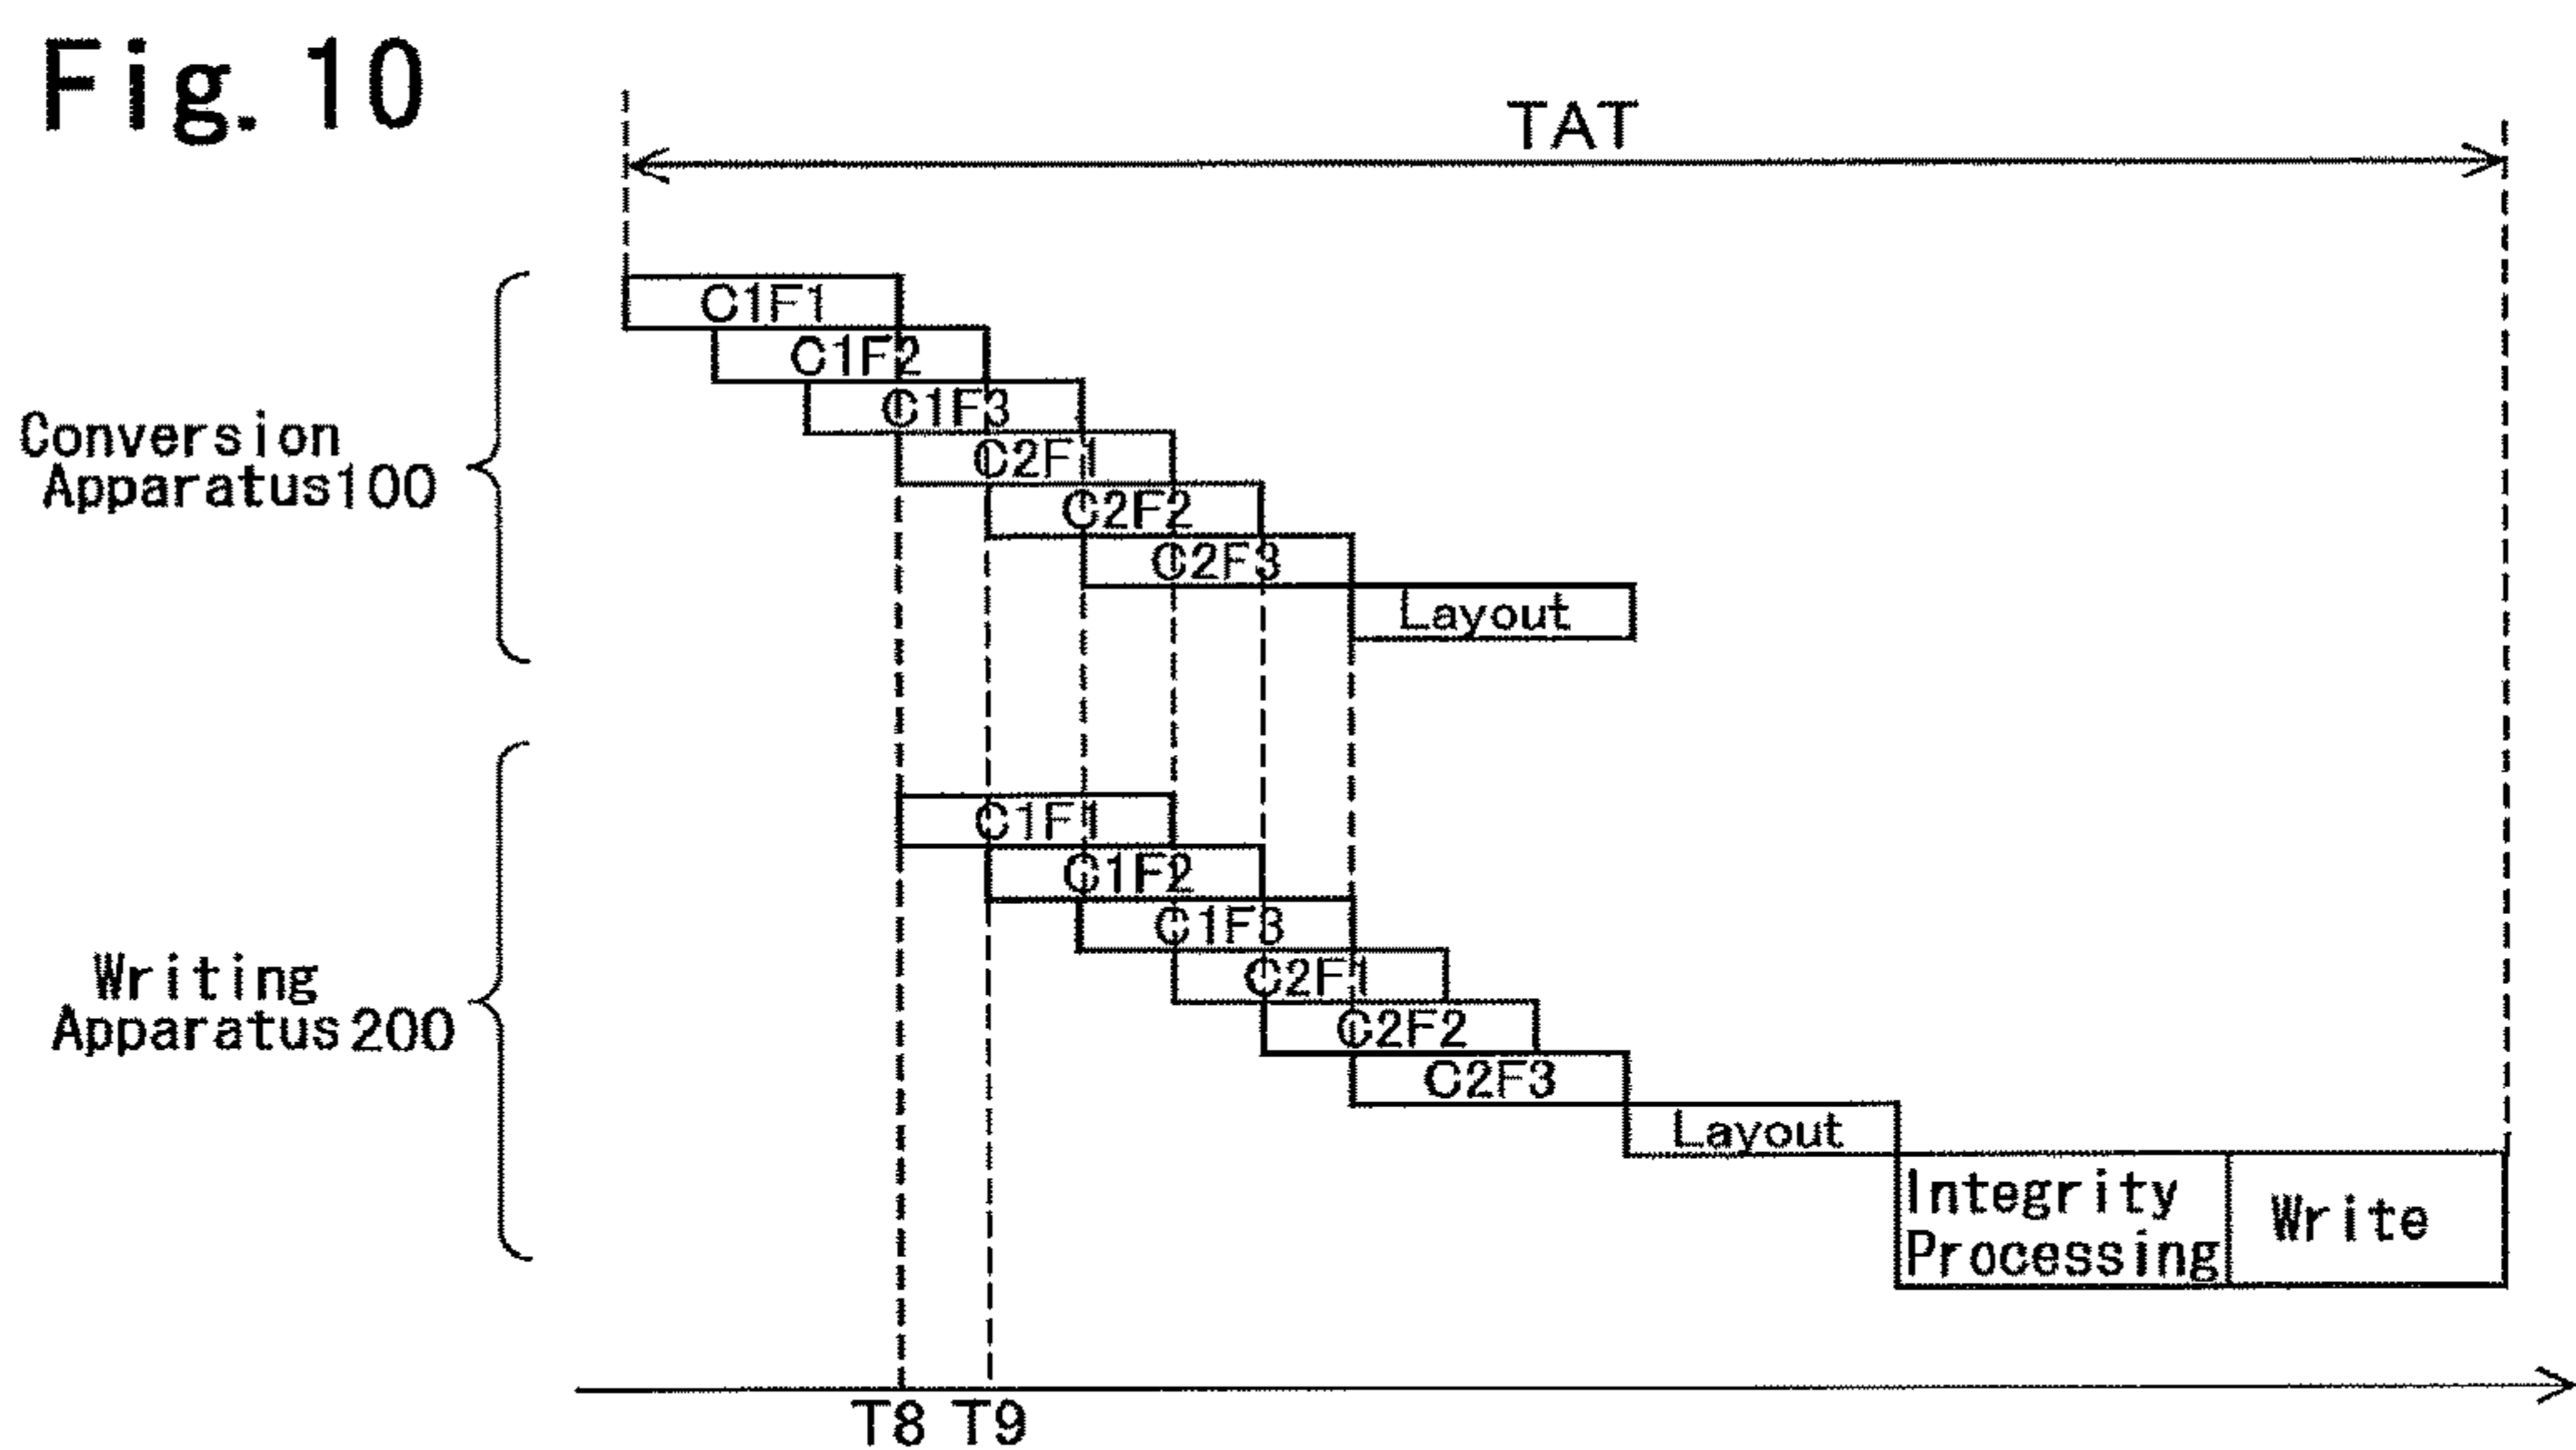 Fig. 10
TAT
C1F1
C1F2
C1F3
C2F1
C2F2
C2F3
Layout
Conversion
Apparatus100
C1F1
C1F2
C1F3
C2F1
C2F2
C2F3
Layout
Integrity
Processing
Write
Writing
Apparatus200
T8 T9